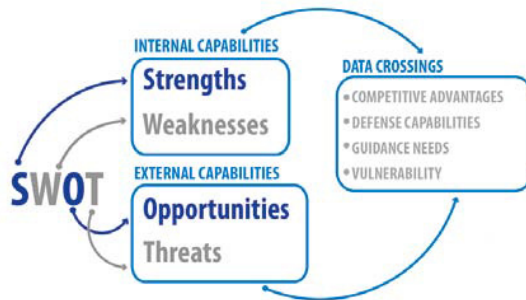 INTERNAL CAPABILITIES
Strengths
Weaknesses
SWOT
EXTERNAL CAPABILITIES
Opportunities
Threats
DATA CROSSINGS
• COMPETITIVE ADVANTAGES
• DEFENSE CAPABILITIES
• GUIDANCE NEEDS
• VULNERABILITY